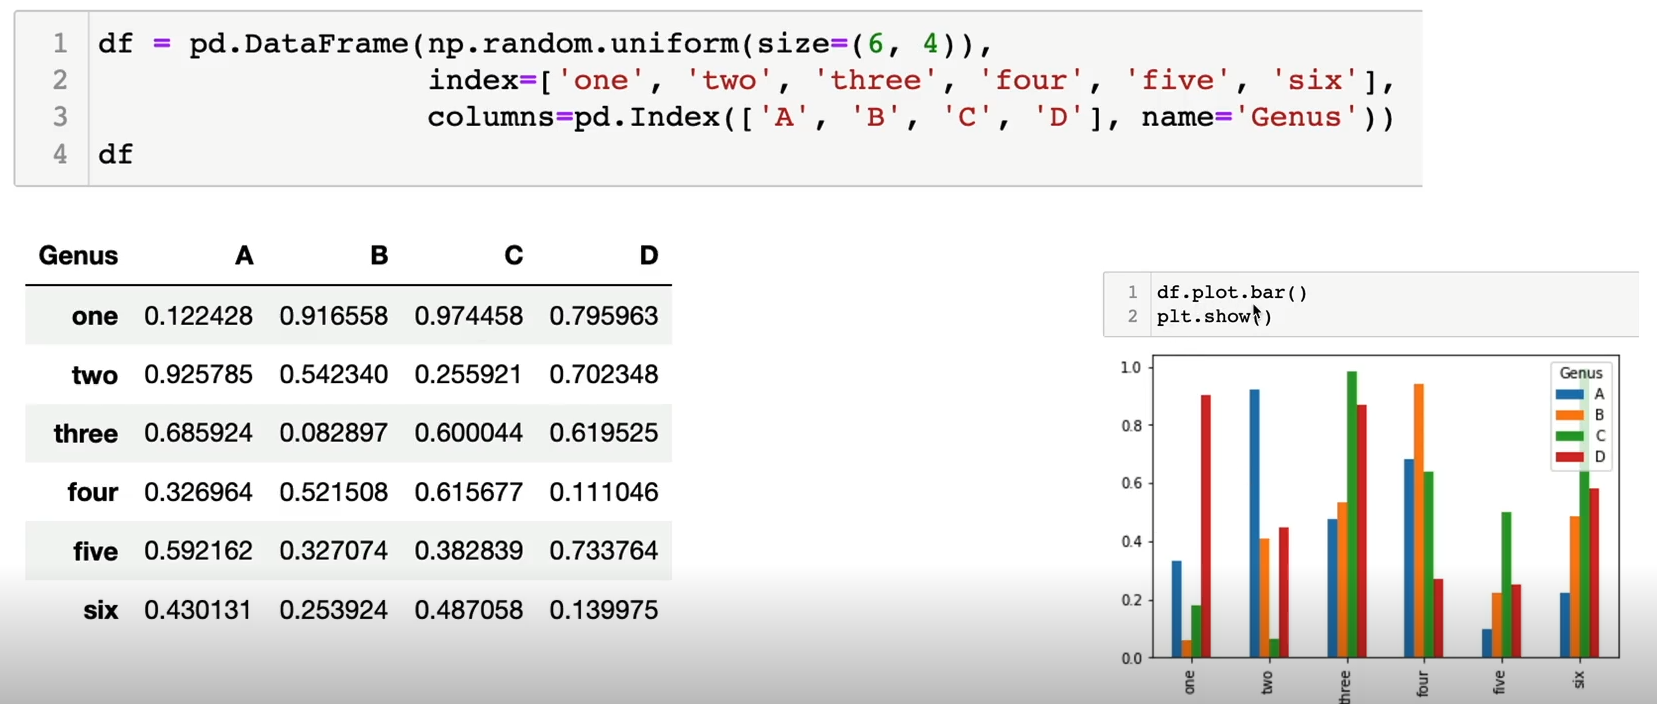 1 df = pd.DataFrame(np.random.uniform(size=(6, 4)),
2 index=['one', 'two', 'three', 'four', 'five', 'six'],
3 columns=pd.Index(['A', 'B', 'C', 'D'], name='Genus'))
4 df
Genus A B C D
one 0.122428 0.916558 0.974458 0.795963
two 0.925785 0.542340 0.255921 0.702348
three 0.685924 0.082897 0.600044 0.619525
four 0.326964 0.521508 0.615677 0.111046
five 0.592162 0.327074 0.382839 0.733764
six 0.430131 0.253924 0.487058 0.139975
1 df.plot.bar()
2 plt.show()
Genus
A
B
C
D
1.0
0.8
0.6
0.4
0.2
0.0
one two three four five six